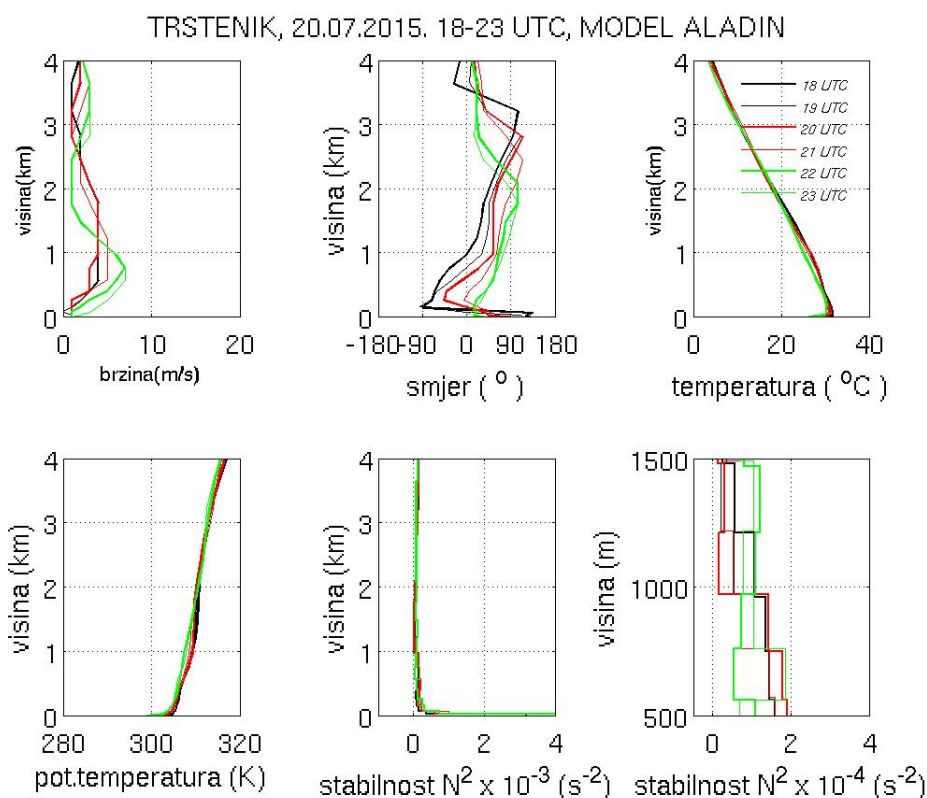 TRSTENIK, 20.07.2015. 18-23 UTC, MODEL ALADIN
4
3
2
1
0
visina(km)
0 10 20
brzina(m/s)
4
3
2
1
0
visina (km)
-180 -90 0 90 180
smjer ( o )
4
3
2
1
0
visina(km)
18 UTC
19 UTC
20 UTC
21 UTC
22 UTC
23 UTC
0 20 40
temperatura ( oC )
4
3
2
1
0
visina (km)
280 300 320
pot.temperatura (K)
4
3
2
1
0
visina (km)
0 2 4
stabilnost N2 x 10-3 (s-2)
1500
1000
500
visina (m)
0 2 4
stabilnost N2 x 10-4 (s-2)